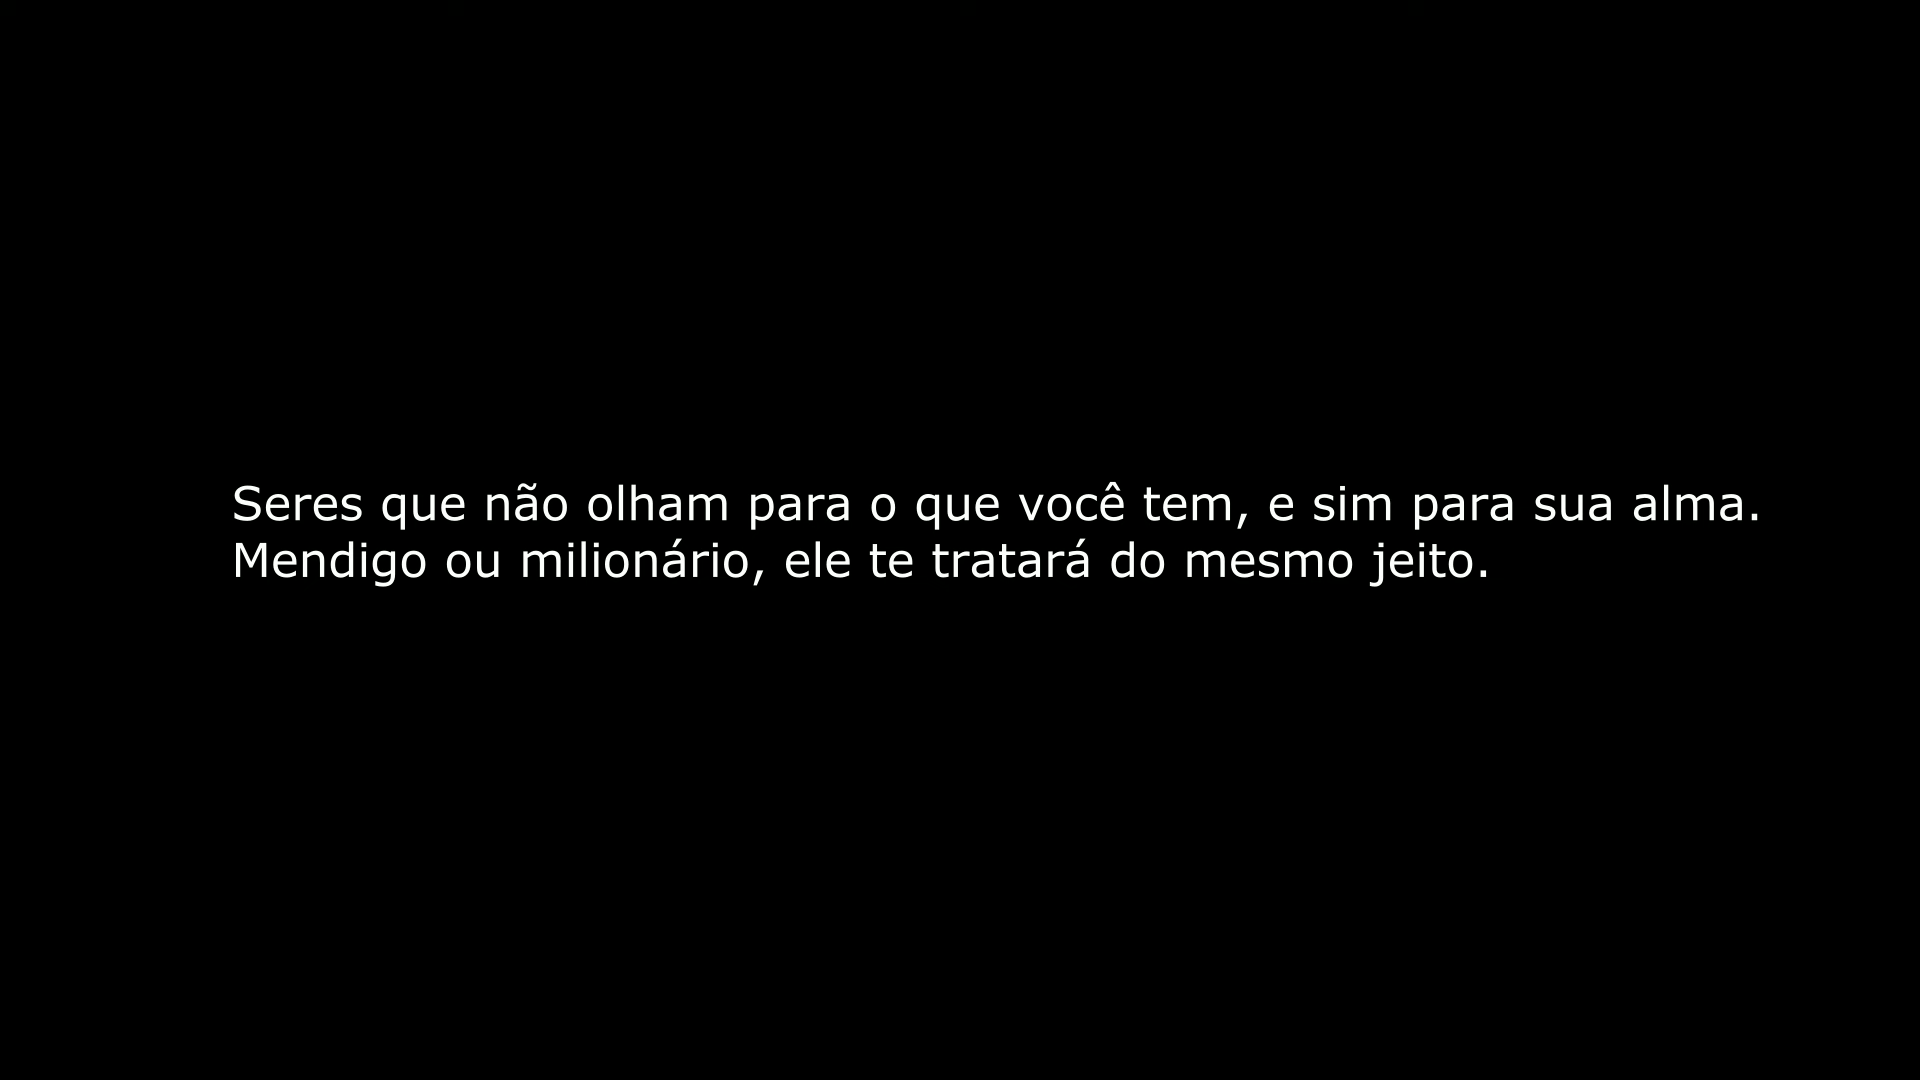 Seres que não olham para o que você tem, e sim para sua alma.
Mendigo ou milionário, ele te tratará do mesmo jeito.